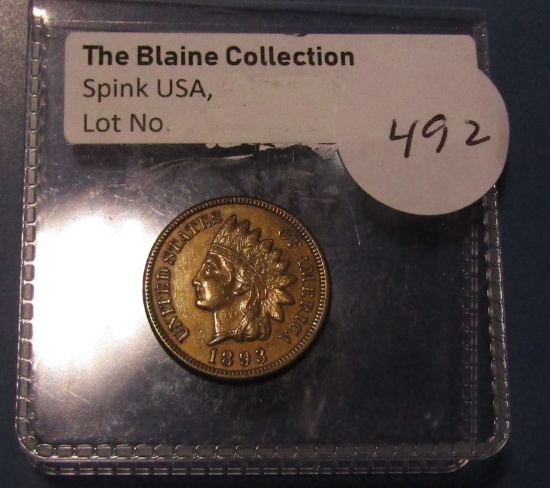 The Blaine Collection
Spink USA,
Lot No.
492
UNITED STATES OF AMERICA
1893